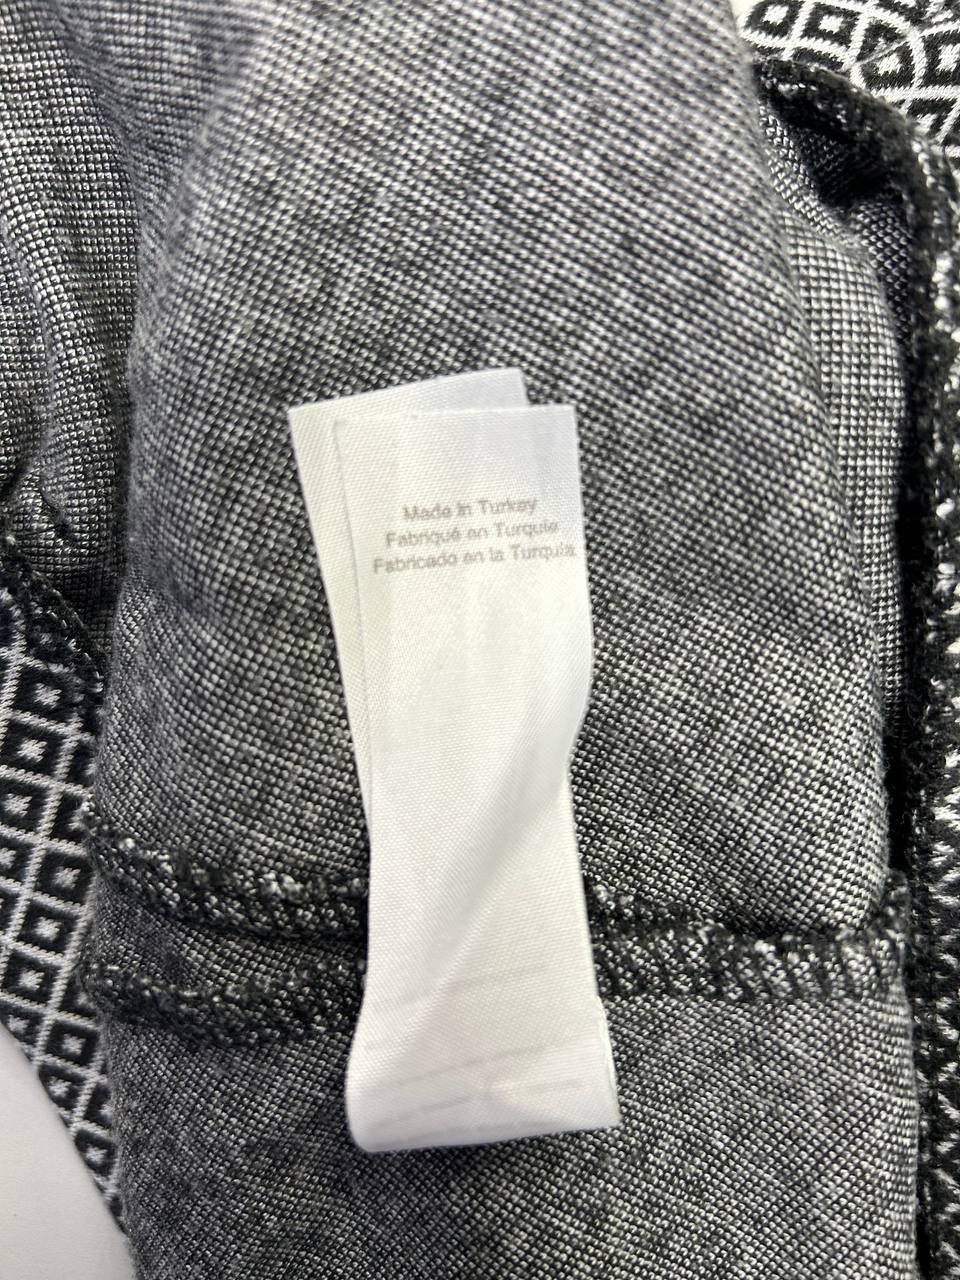 Made In Turkey
Fabriqué en Turquie
Fabricado en la Turquía